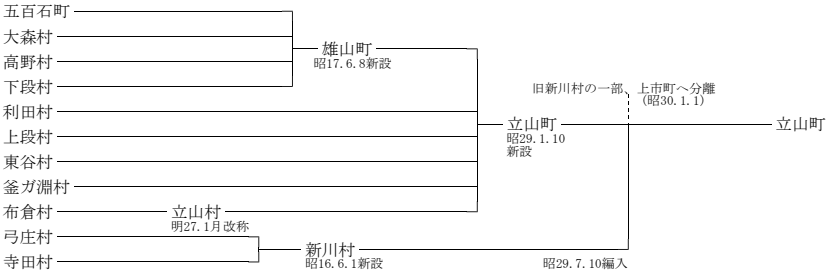 五百石町
大森村
高野村
雄山町
昭17.6.8新設
下段村
旧新川村の一部、上市町へ分離
(昭30.1.1)
利田村
上段村
立山町
昭29.1.10
新設
立山町
東谷村
釜ガ淵村
布倉村
立山村
明27.1月改称
弓庄村
新川村
昭16.6.1新設
寺田村
昭29.7.10編入